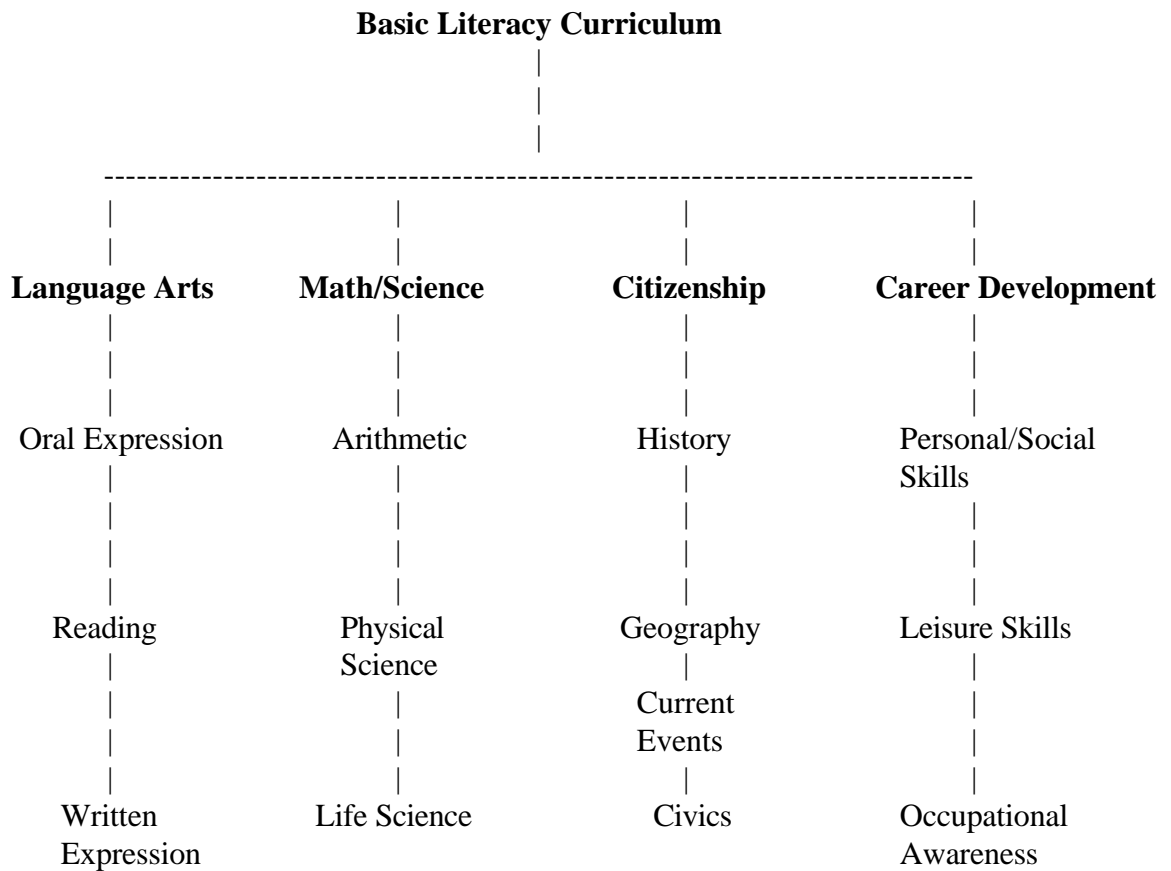 Basic Literacy Curriculum
Language Arts
Math/Science
Citizenship
Career Development
Oral Expression
Arithmetic
History
Personal/Social
Skills
Reading
Physical
Science
Geography
Leisure Skills
Current
Events
Written
Expression
Life Science
Civics
Occupational
Awareness